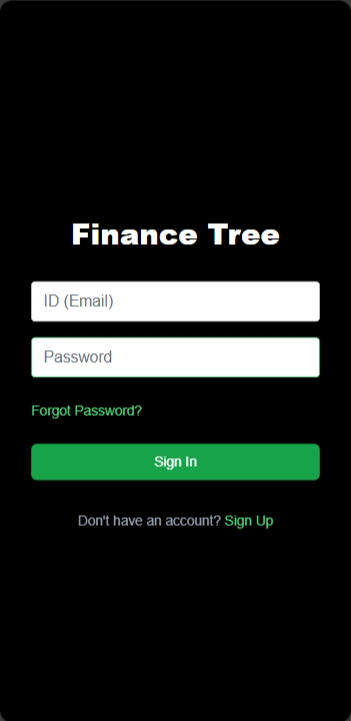 Finance Tree
ID (Email)
Password
Forgot Password?
Sign In
Don't have an account? Sign Up